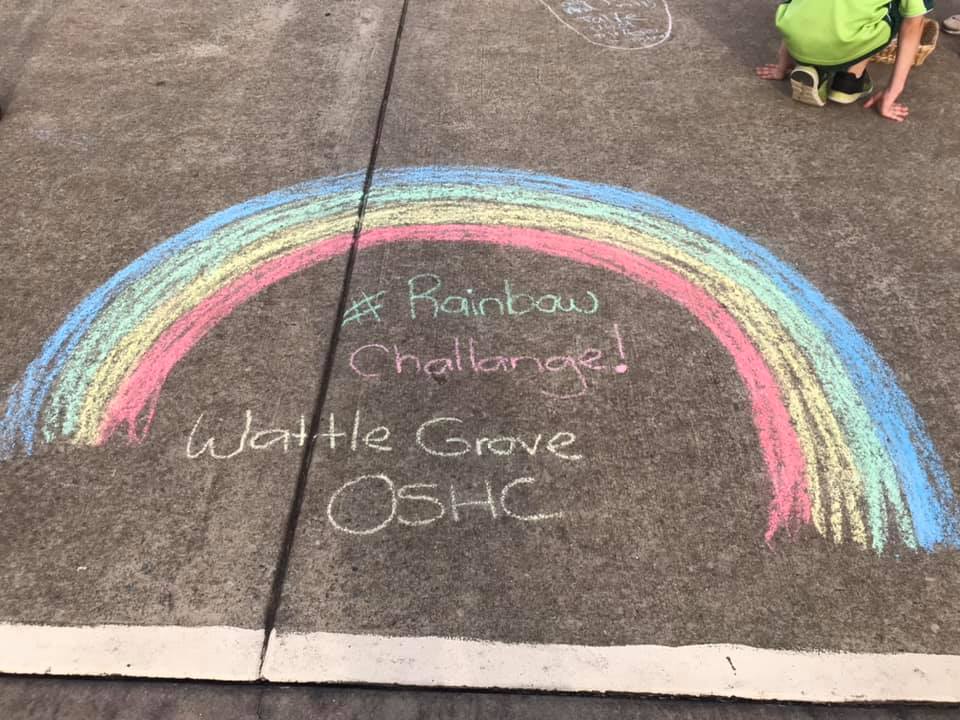 # Rainbow
Challange!
Wattle Grove
OSHC